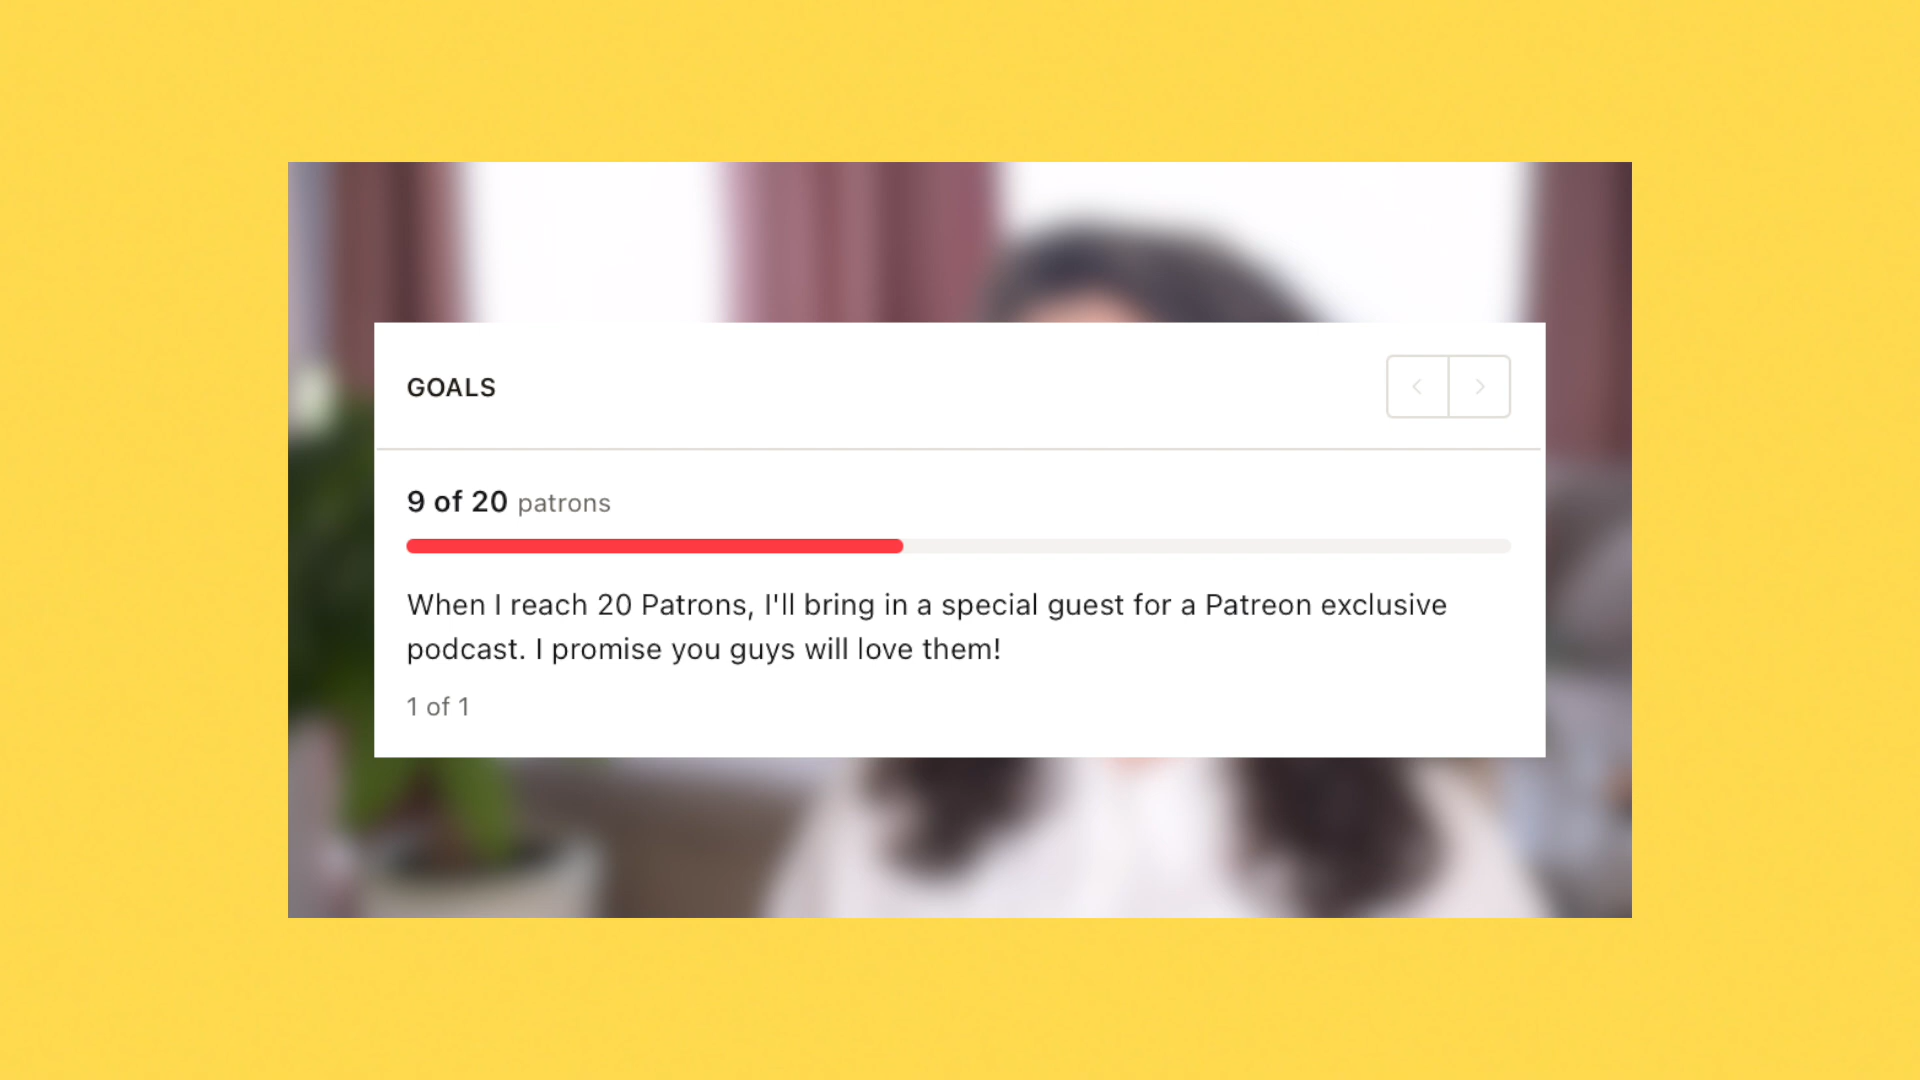 GOALS
9 of 20 patrons
When I reach 20 Patrons, I'll bring in a special guest for a Patreon exclusive
podcast. I promise you guys will love them!
1 of 1